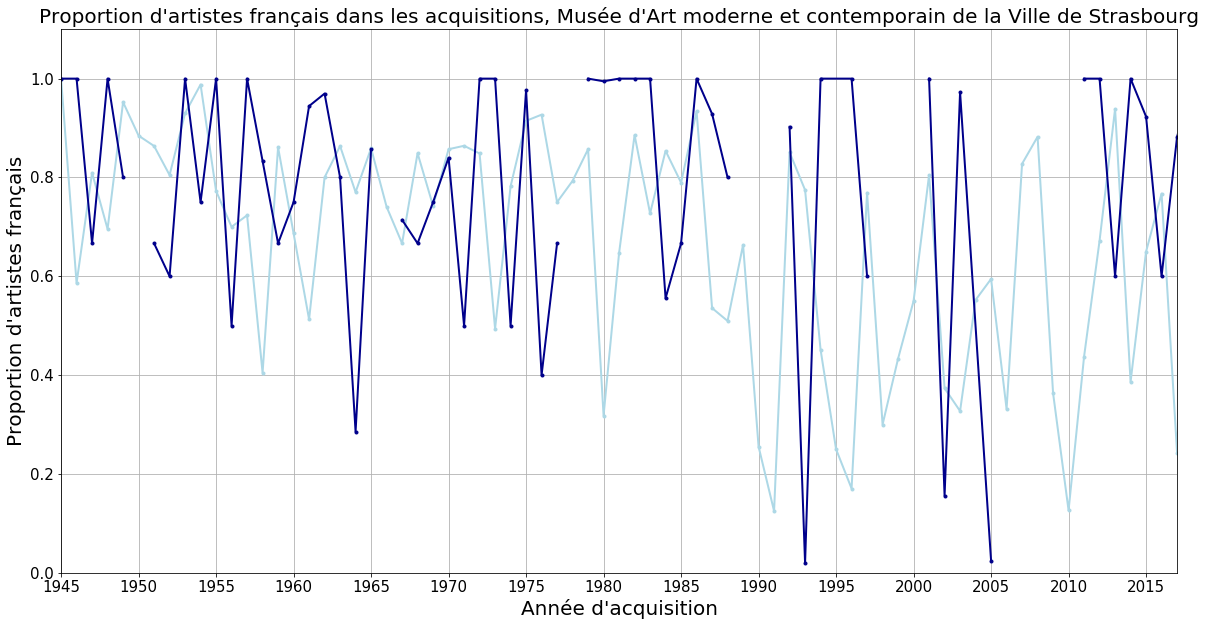 Proportion d'artistes français dans les acquisitions, Musée d'Art moderne et contemporain de la Ville de Strasbourg
Proportion d'artistes français
1.0
0.8
0.6
0.4
0.2
0.0
1945 1950 1955 1960 1965 1970 1975 1980 1985 1990 1995 2000 2005 2010 2015
Année d'acquisition